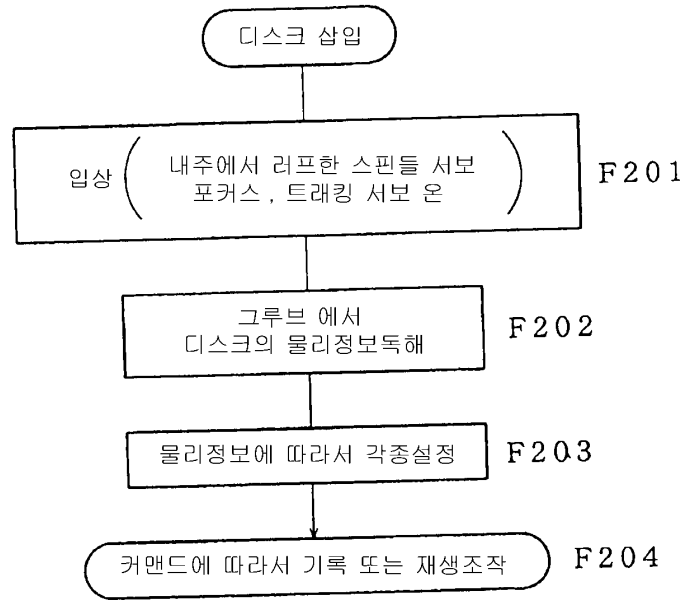 디스크 삽입
내주에서 러프한 스핀들 서보
입상
포커스 , 트래킹 서보 온
F201
그루브 에서
디스크의 물리정보독해
F202
물리정보에 따라서 각종설정
F203
커맨드에 따라서 기록 또는 재생조작
F204